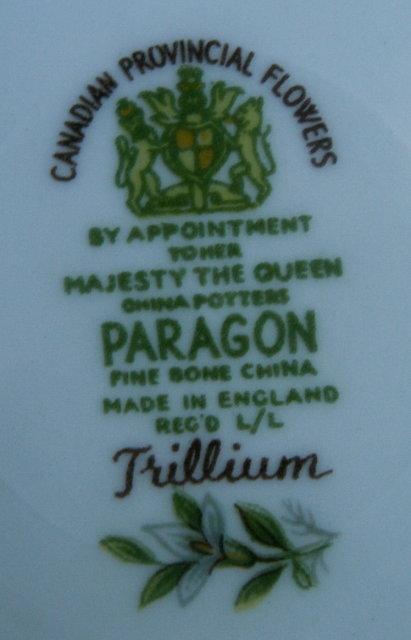 CANADIAN PROVINCIAL FLOWERS
BY APPOINTMENT
TO HER
MAJESTY THE QUEEN
CHINA POTTERS
PARAGON
FINE BONE CHINA
MADE IN ENGLAND
REG'D L/L
Trillium